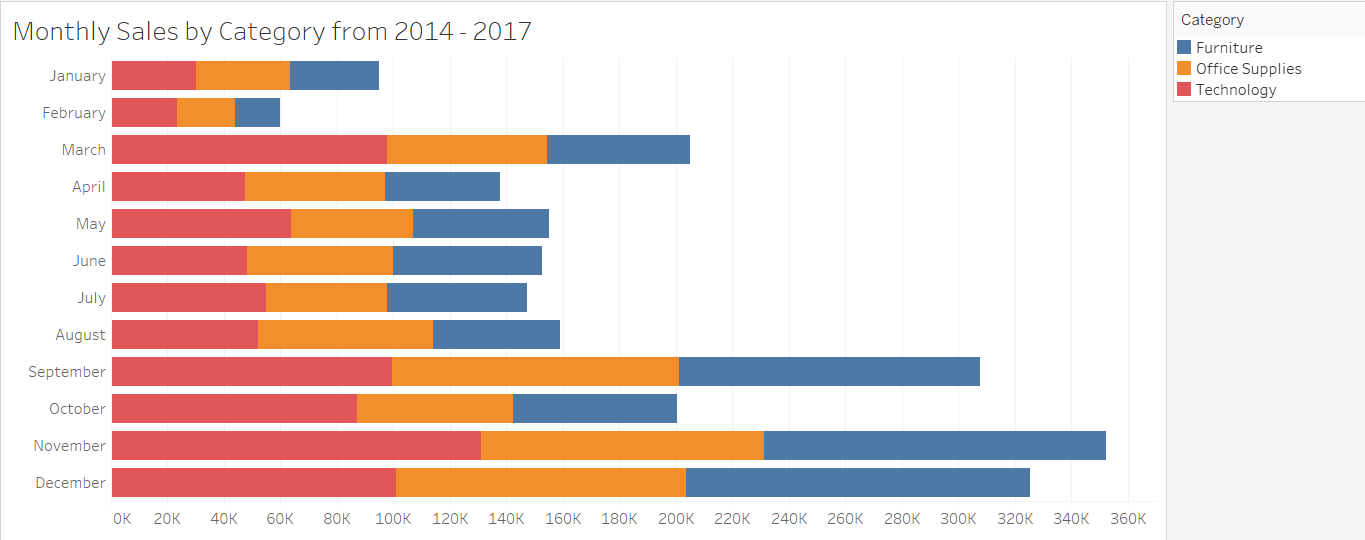 Monthly Sales by Category from 2014 - 2017
January
February
March
April
May
June
July
August
September
October
November
December
0K 20K 40K 60K 80K 100K 120K 140K 160K 180K 200K 220K 240K 260K 280K 300K 320K 340K 360K
Category
Furniture
Office Supplies
Technology